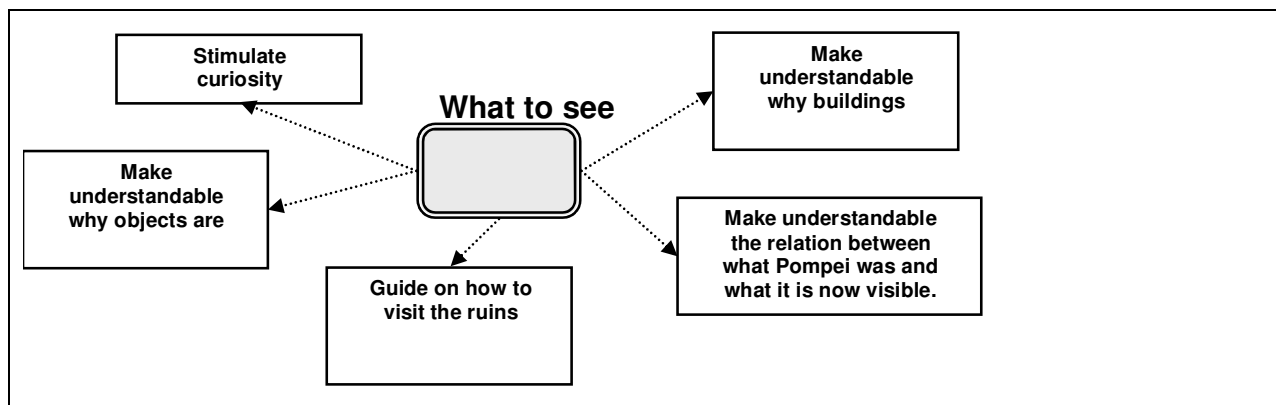 Stimulate
curiosity
What to see
Make
understandable
why buildings
Make
understandable
why objects are
Make understandable
the relation between
what Pompei was and
what it is now visible.
Guide on how to
visit the ruins